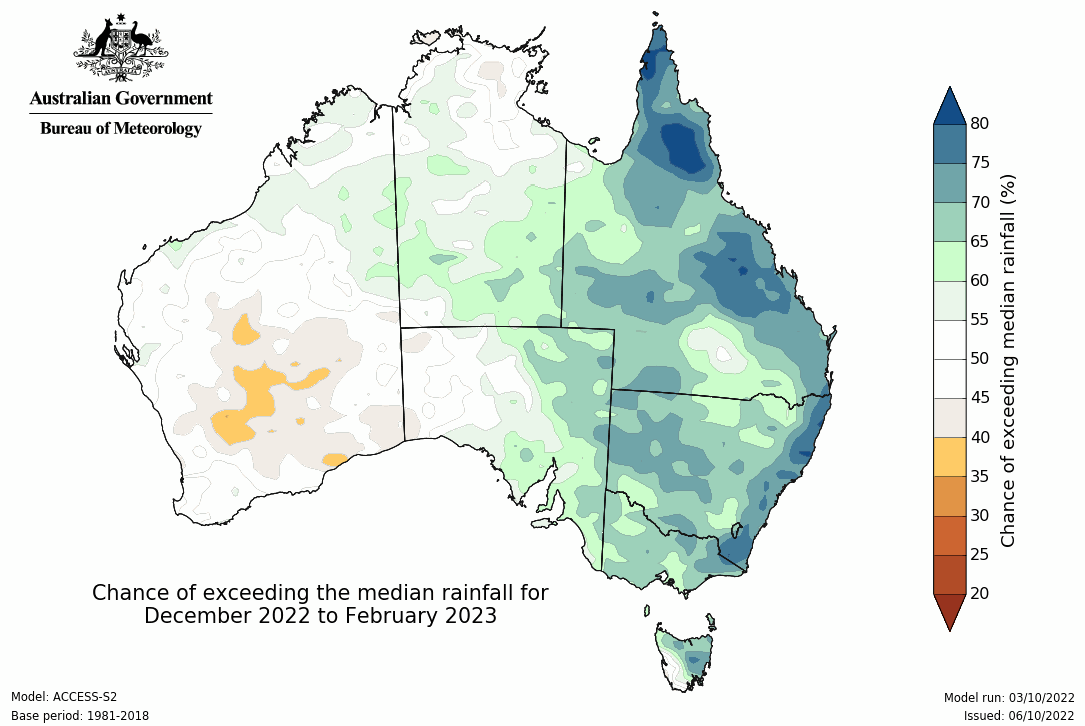 Australian Government
Bureau of Meteorology
80
75
70
65
60
55
50
45
40
35
30
25
20
Chance of exceeding median rainfall (%)
Chance of exceeding the median rainfall for
December 2022 to February 2023
Model: ACCESS-S2
Base period: 1981-2018
Model run: 03/10/2022
Issued: 06/10/2022